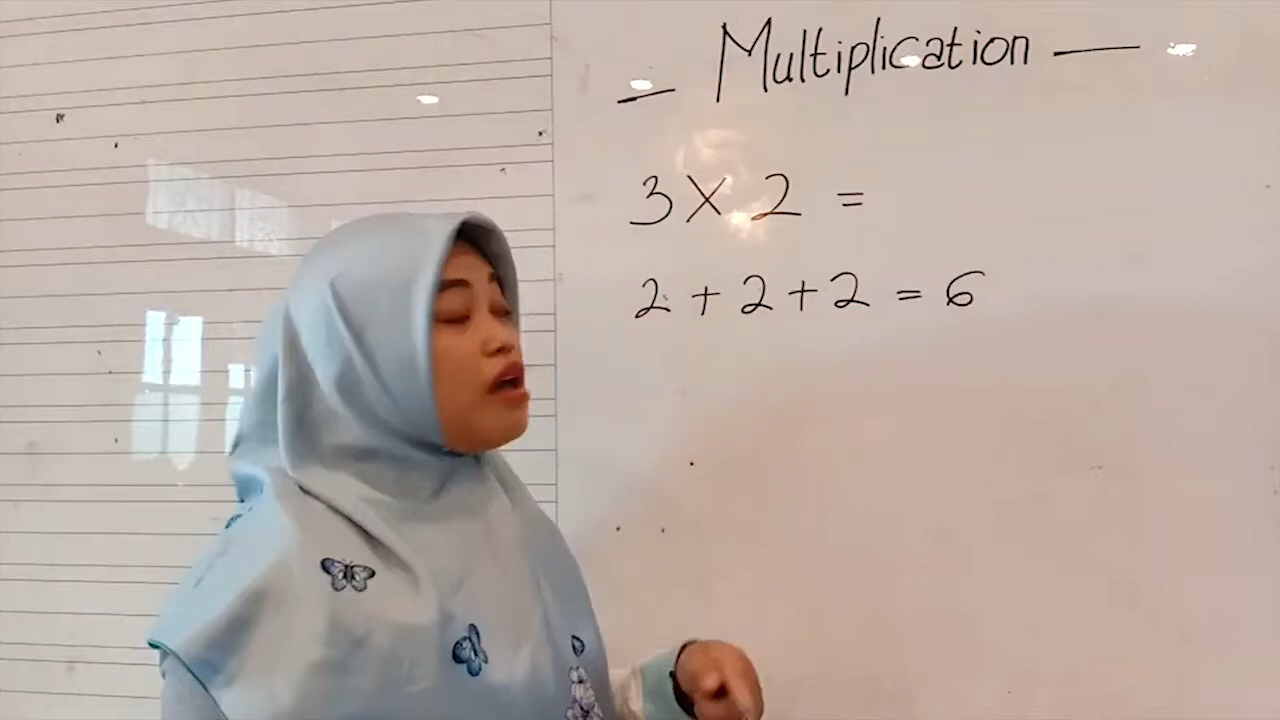 Multiplication
3 × 2 =
2 + 2 + 2 = 6